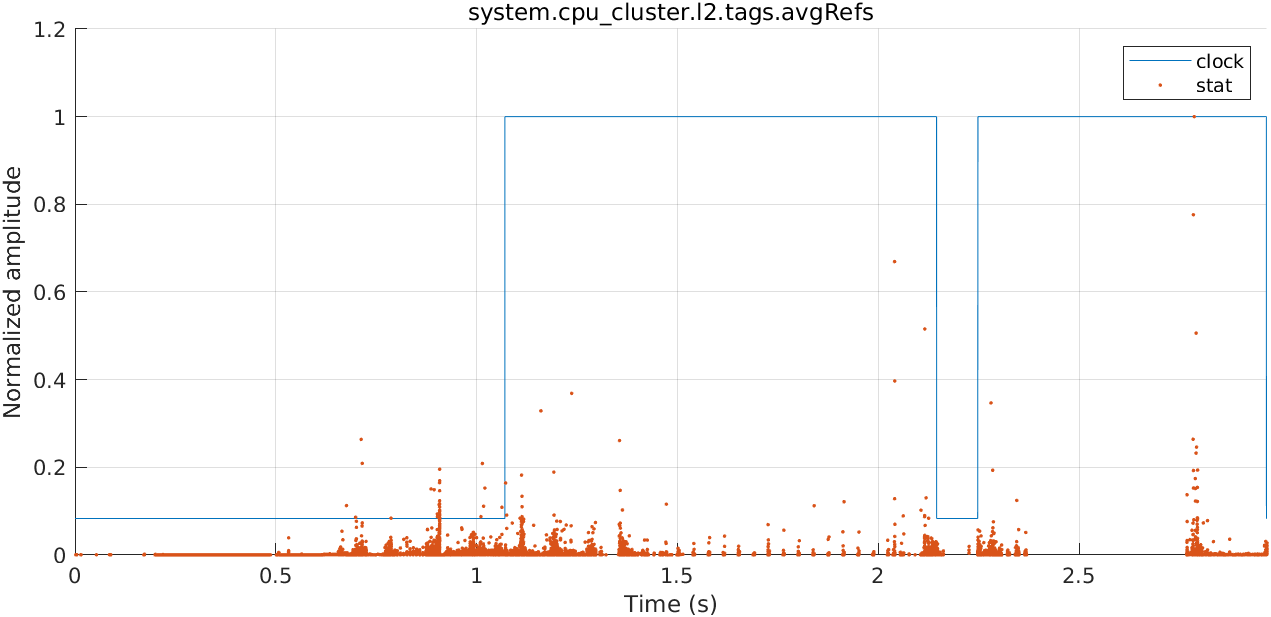 system.cpu_cluster.l2.tags.avgRefs
1.2
1
0.8
0.6
0.4
0.2
0
Normalized amplitude
clock
stat
0 0.5 1 1.5 2 2.5
Time (s)